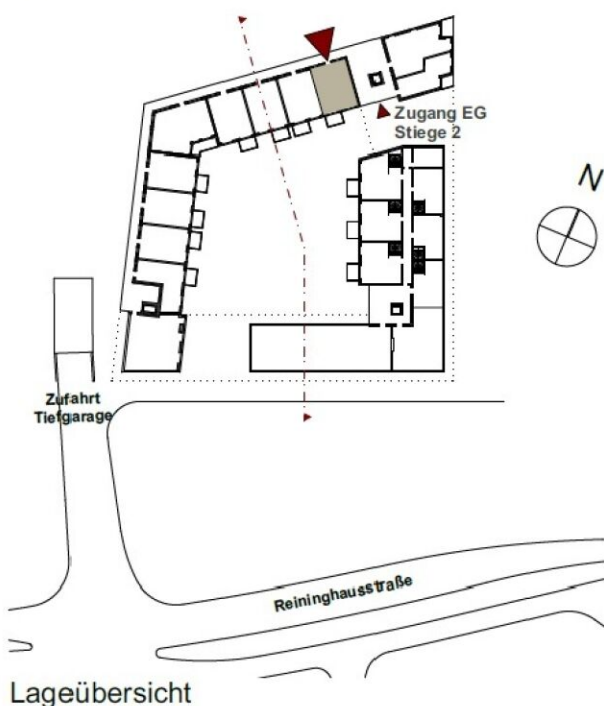 Zugang EG
Stiege 2
N
Zufahrt
Tiefgarage
Reininghausstraße
Lageübersicht